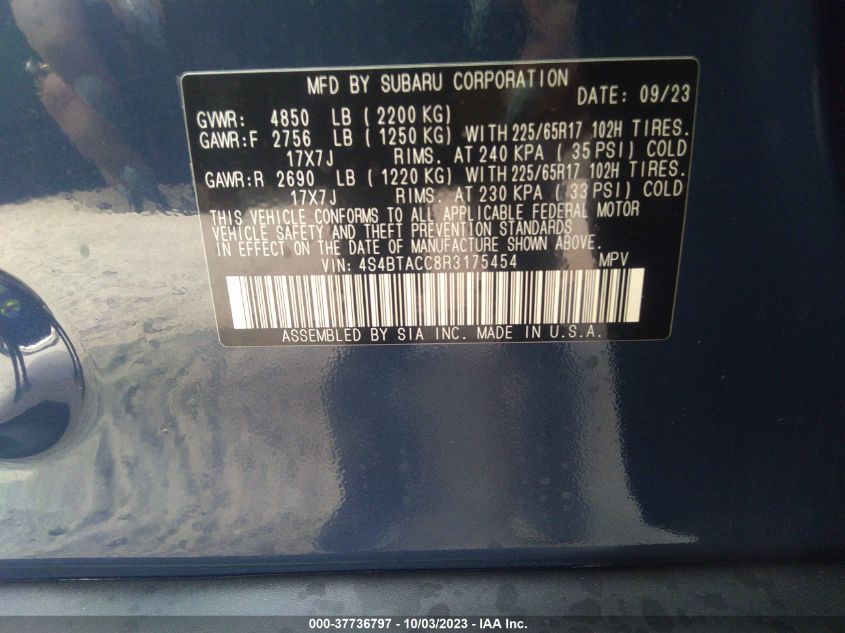 MFD BY SUBARU CORPORATION
DATE: 09/23
GVWR: 4850 LB ( 2200 KG)
GAWR:F 2756 LB ( 1250 KG) WITH 225/65R17 102H TIRES.
17X7J RIMS. AT 240 KPA ( 35 PSI) COLD
GAWR:R 2690 LB ( 1220 KG) WITH 225/65R17 102H TIRES.
17X7J RIMS. AT 230 KPA ( 33 PSI) COLD
THIS VEHICLE CONFORMS TO ALL APPLICABLE FEDERAL MOTOR
VEHICLE SAFETY AND THEFT PREVENTION STANDARDS
IN EFFECT ON THE DATE OF MANUFACTURE SHOWN ABOVE.
VIN: 4S4BTACC8R3175454 MPV
ASSEMBLED BY SIA INC. MADE IN U.S.A.
000-37736797 - 10/03/2023 - IAA Inc.